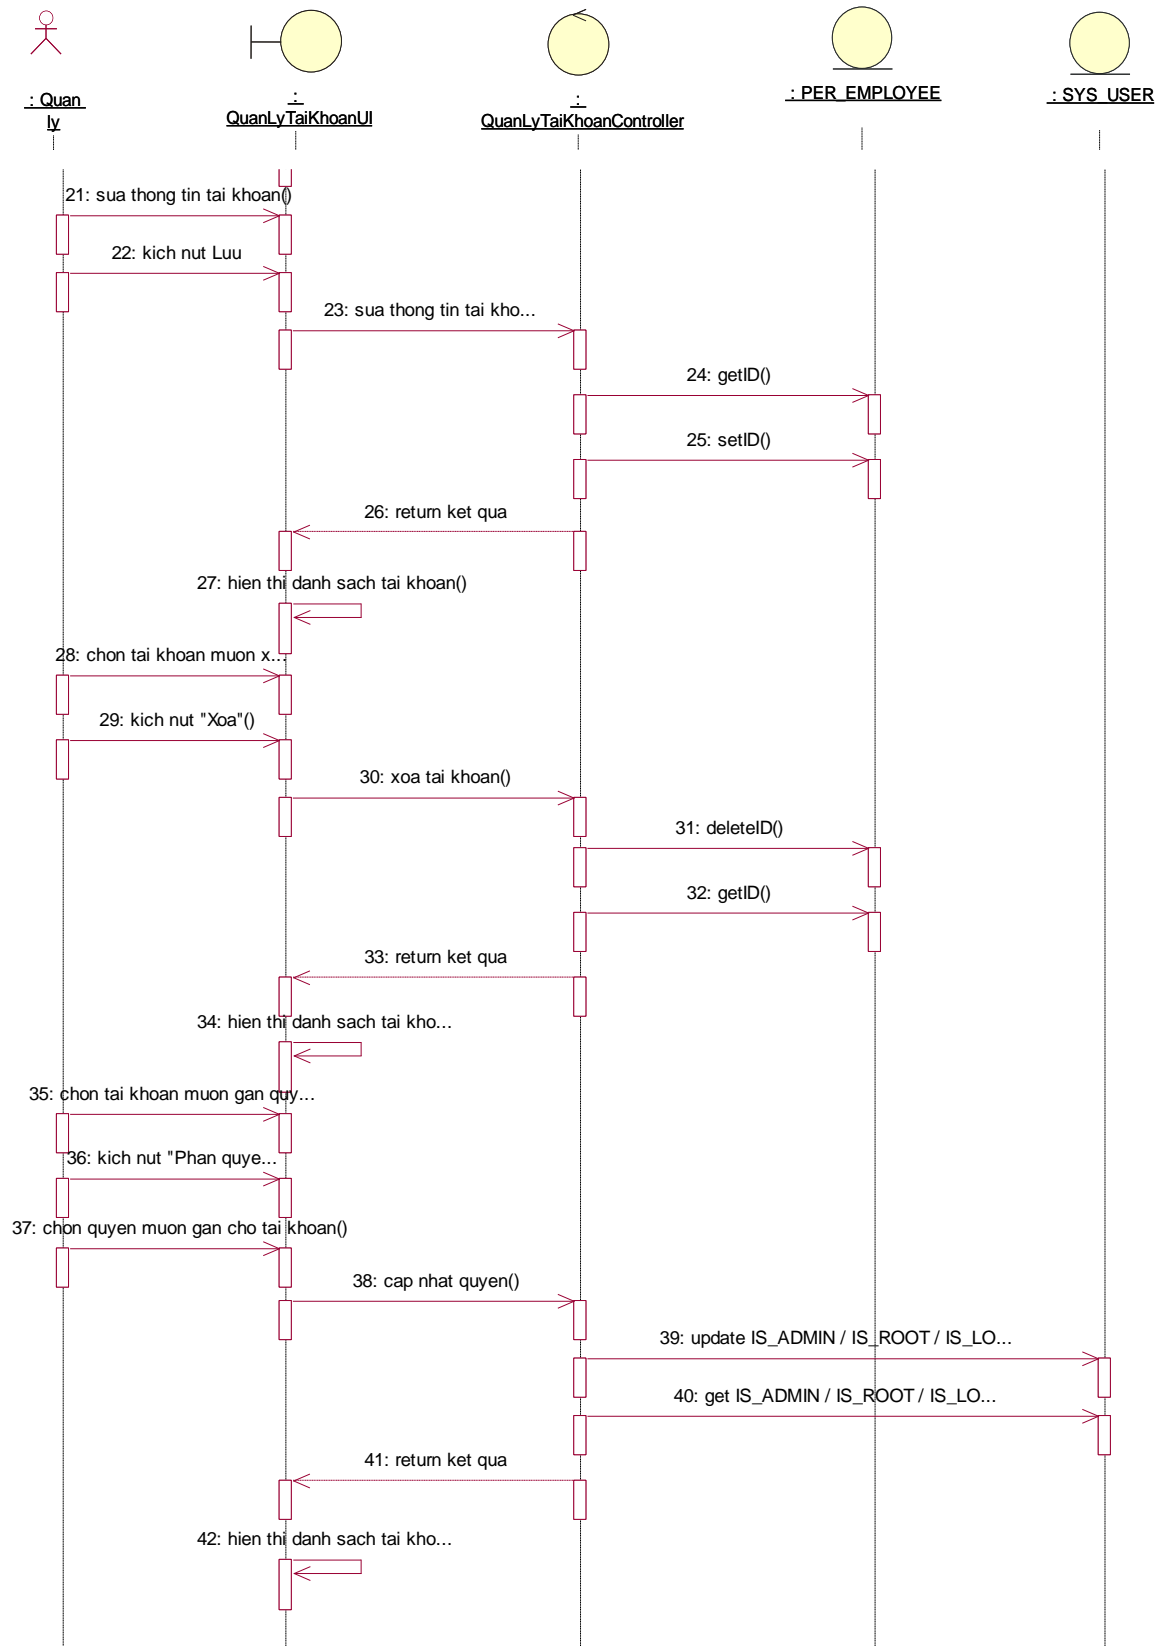 : Quan
ly
:
QuanLyTaiKhoanUI
:
QuanLyTaiKhoanController
: PER_EMPLOYEE
: SYS_USER
21: sua thong tin tai khoan()
22: kich nut Luu
23: sua thong tin tai kho...
24: getID()
25: setID()
26: return ket qua
27: hien thi danh sach tai khoan()
28: chon tai khoan muon x...
29: kich nut "Xoa"()
30: xoa tai khoan()
31: deleteID()
32: getID()
33: return ket qua
34: hien thi danh sach tai kho...
35: chon tai khoan muon gan quy...
36: kich nut "Phan quye...
37: chon quyen muon gan cho tai khoan()
38: cap nhat quyen()
39: update IS_ADMIN / IS_ROOT / IS_LO...
40: get IS_ADMIN / IS_ROOT / IS_LO...
41: return ket qua
42: hien thi danh sach tai kho...